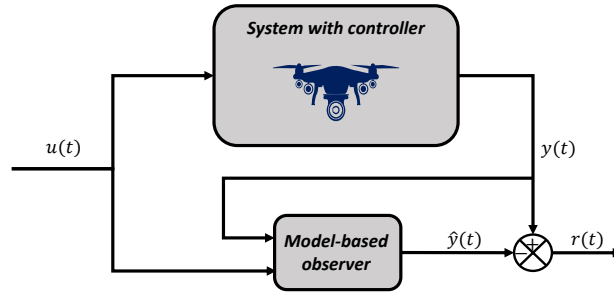 System with controller
u(t)
y(t)
Model-based
observer
ŷ(t)
+
−
r(t)